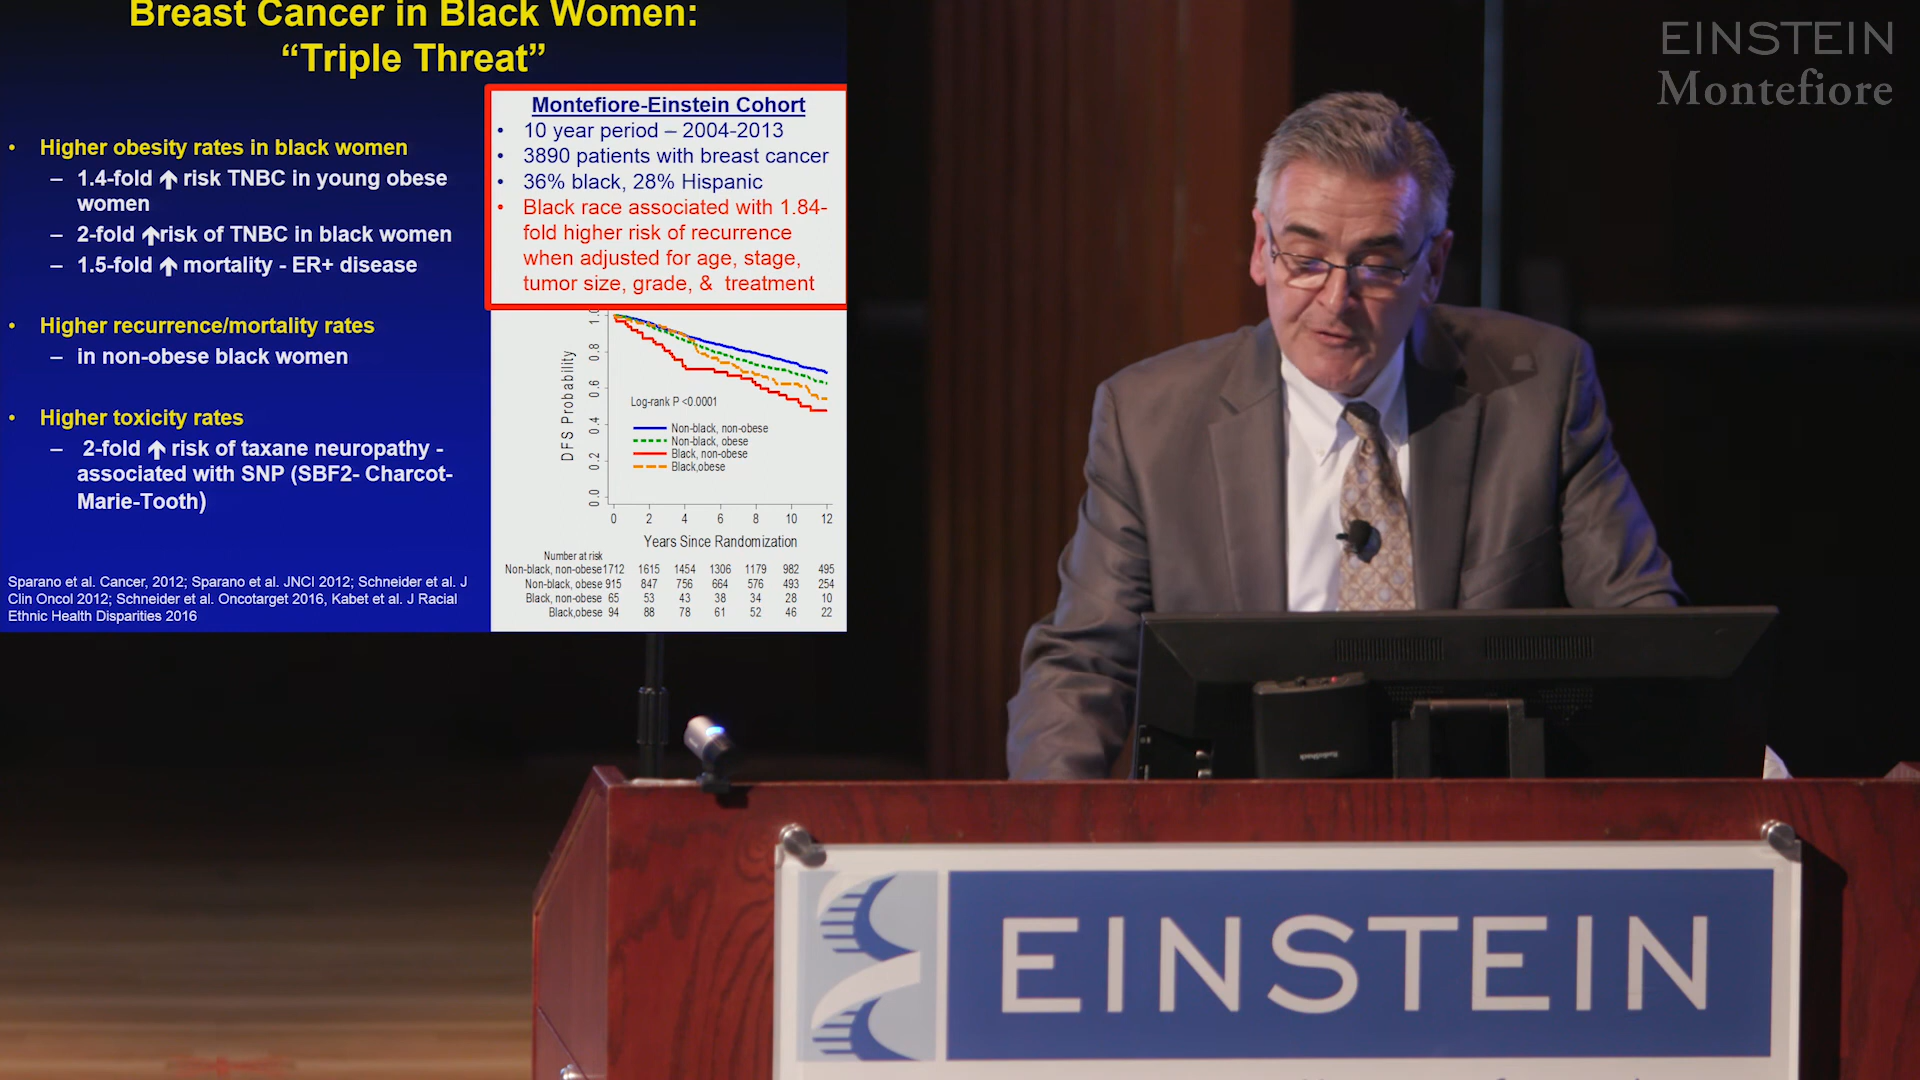 Breast Cancer in Black Women:
“Triple Threat”
• Higher obesity rates in black women
– 1.4-fold ↑ risk TNBC in young obese
women
– 2-fold ↑risk of TNBC in black women
– 1.5-fold ↑ mortality - ER+ disease
• Higher recurrence/mortality rates
– in non-obese black women
• Higher toxicity rates
– 2-fold ↑ risk of taxane neuropathy -
associated with SNP (SBF2- Charcot-
Marie-Tooth)
Sparano et al. Cancer, 2012; Sparano et al. JNCI 2012; Schneider et al. J
Clin Oncol 2012; Schneider et al. Oncotarget 2016, Kabet et al. J Racial
Ethnic Health Disparities 2016
Montefiore-Einstein Cohort
• 10 year period – 2004-2013
• 3890 patients with breast cancer
• 36% black, 28% Hispanic
• Black race associated with 1.84-
fold higher risk of recurrence
when adjusted for age, stage,
tumor size, grade, & treatment
DFS Probability
0.8
0.6
0.4
0.2
0.0
Log-rank P <0.0001
Non-black, non-obese
Non-black, obese
Black, non-obese
Black,obese
0 2 4 6 8 10 12
Years Since Randomization
Number at risk
Non-black, non-obese 1712 1615 1454 1306 1179 982 495
Non-black, obese 915 847 756 664 576 493 254
Black, non-obese 65 53 43 38 34 28 10
Black,obese 94 88 78 61 52 46 22
EINSTEIN
Montefiore
EINSTEIN